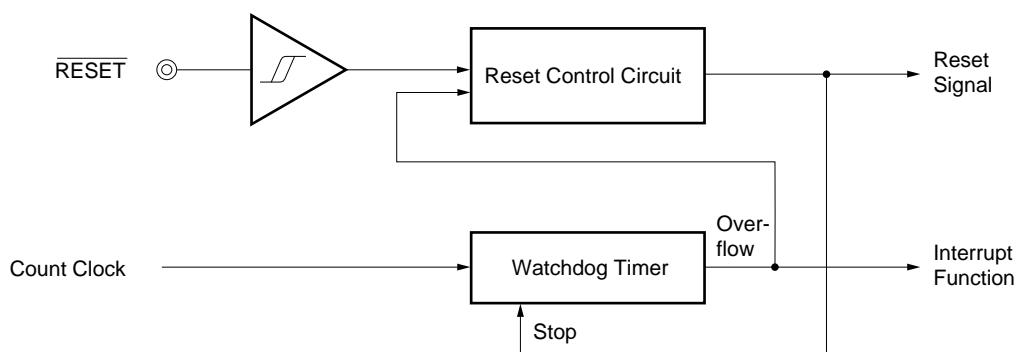 RESET
Reset Control Circuit
Reset
Signal
Over-
flow
Count Clock
Watchdog Timer
Interrupt
Function
Stop